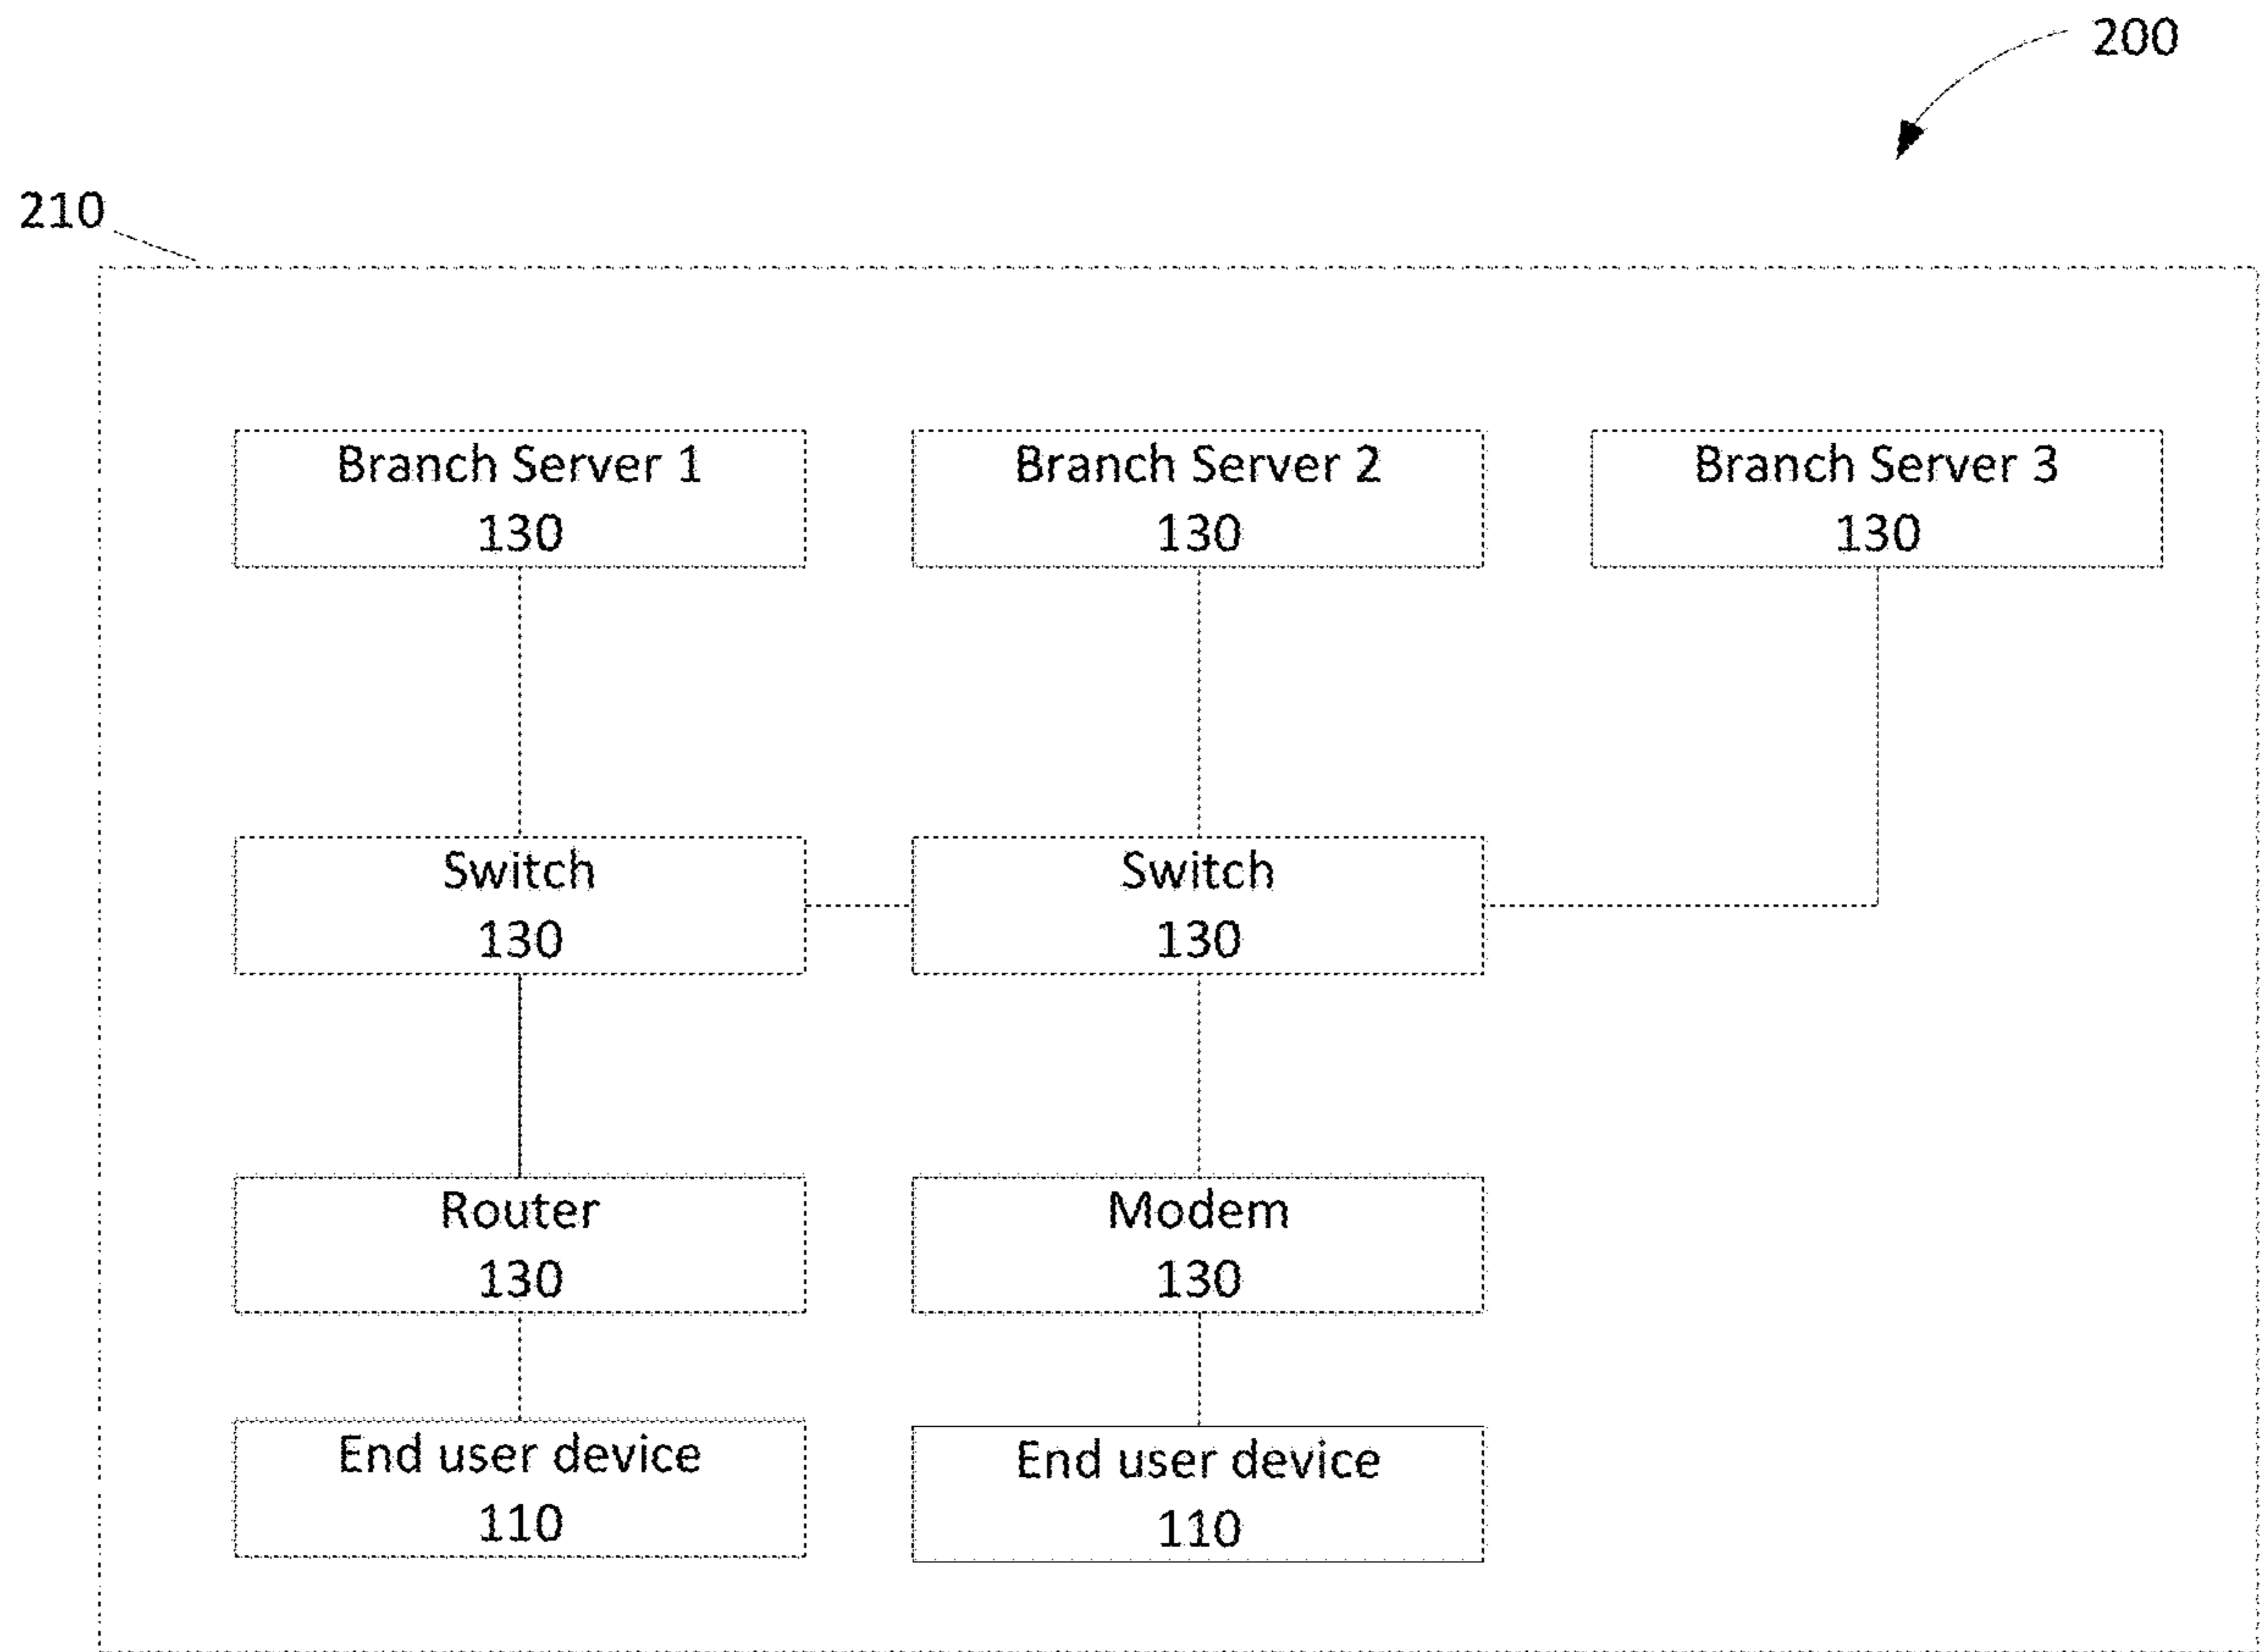 200
210
Branch Server 1
130
Branch Server 2
130
Branch Server 3
130
Switch
130
Switch
130
Router
130
Modem
130
End user device
110
End user device
110